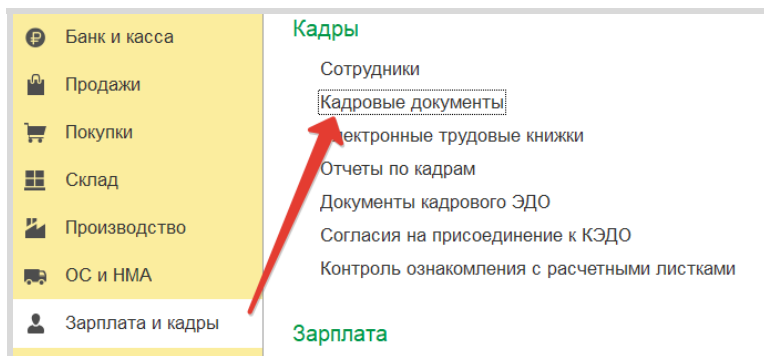 Банк и касса
Продажи
Покупки
Склад
Производство
ОС и НМА
Зарплата и кадры
Кадры
Сотрудники
Кадровые документы
трудовые книжки
Отчеты по кадрам
Документы кадрового ЭДО
Согласия на присоединение к КЭДО
Контроль ознакомления с расчетными листками
Зарплата